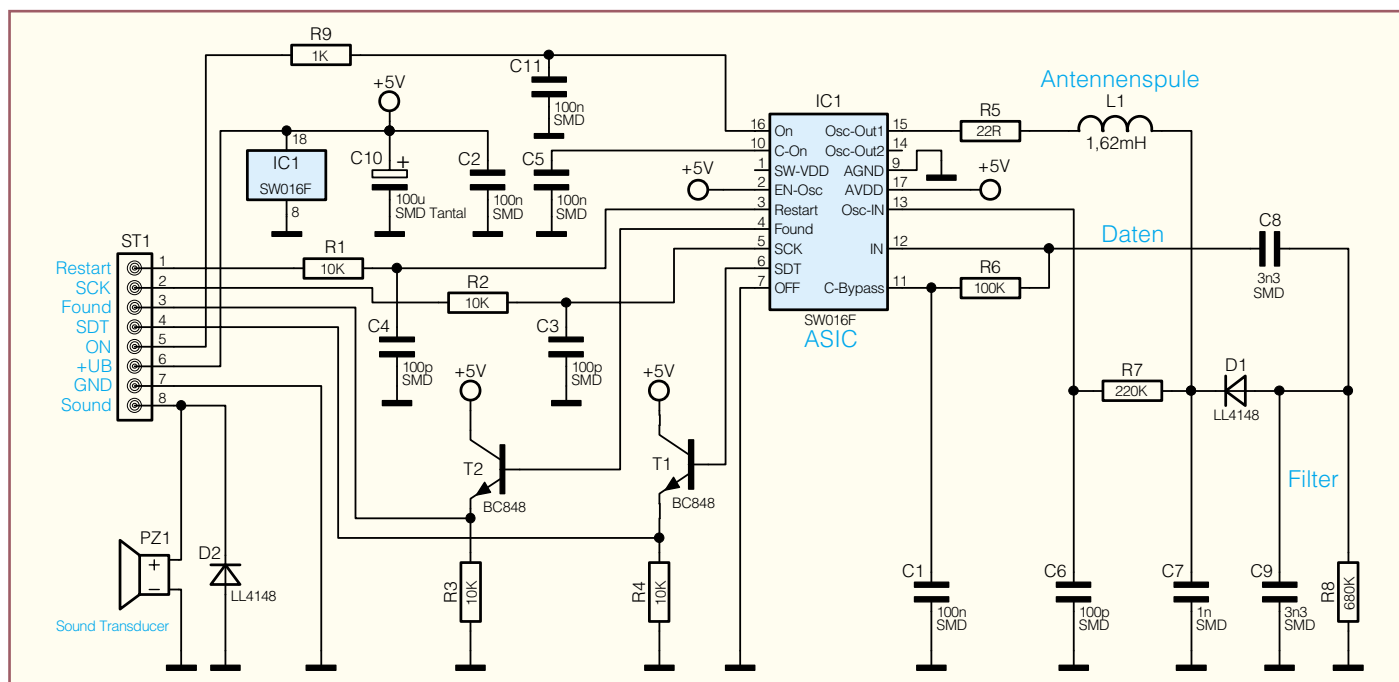 R9
1K
C11
100n
SMD
+5V
Antennenspule
L1
1,62mH
IC1
R5
22R
18
IC1
SW016F
8
C10
+
100u
SMD Tantal
C2
100n
SMD
C5
100n
SMD
+5V
16 On Osc-Out1 15
10 C-On Osc-Out2 14
1 SW-VDD AGND 9
2 EN-Osc AVDD 17
3 Restart Osc-IN 13
4 Found
5 SCK IN 12
6 SDT
7 OFF C-Bypass 11
SW016F
ASIC
+5V
Daten
C8
3n3
SMD
R6
100K
ST1
Restart 1
SCK 2
Found 3
SDT 4
ON 5
+UB 6
GND 7
Sound 8
R1
10K
R2
10K
C4
100p
SMD
C3
100p
SMD
+5V
+5V
T2
BC848
T1
BC848
R7
220K
D1
LL4148
Filter
PZ1
+
–
Sound Transducer
D2
LL4148
R3
10K
R4
10K
C1
100n
SMD
C6
100p
SMD
C7
1n
SMD
C9
3n3
SMD
R8
680K